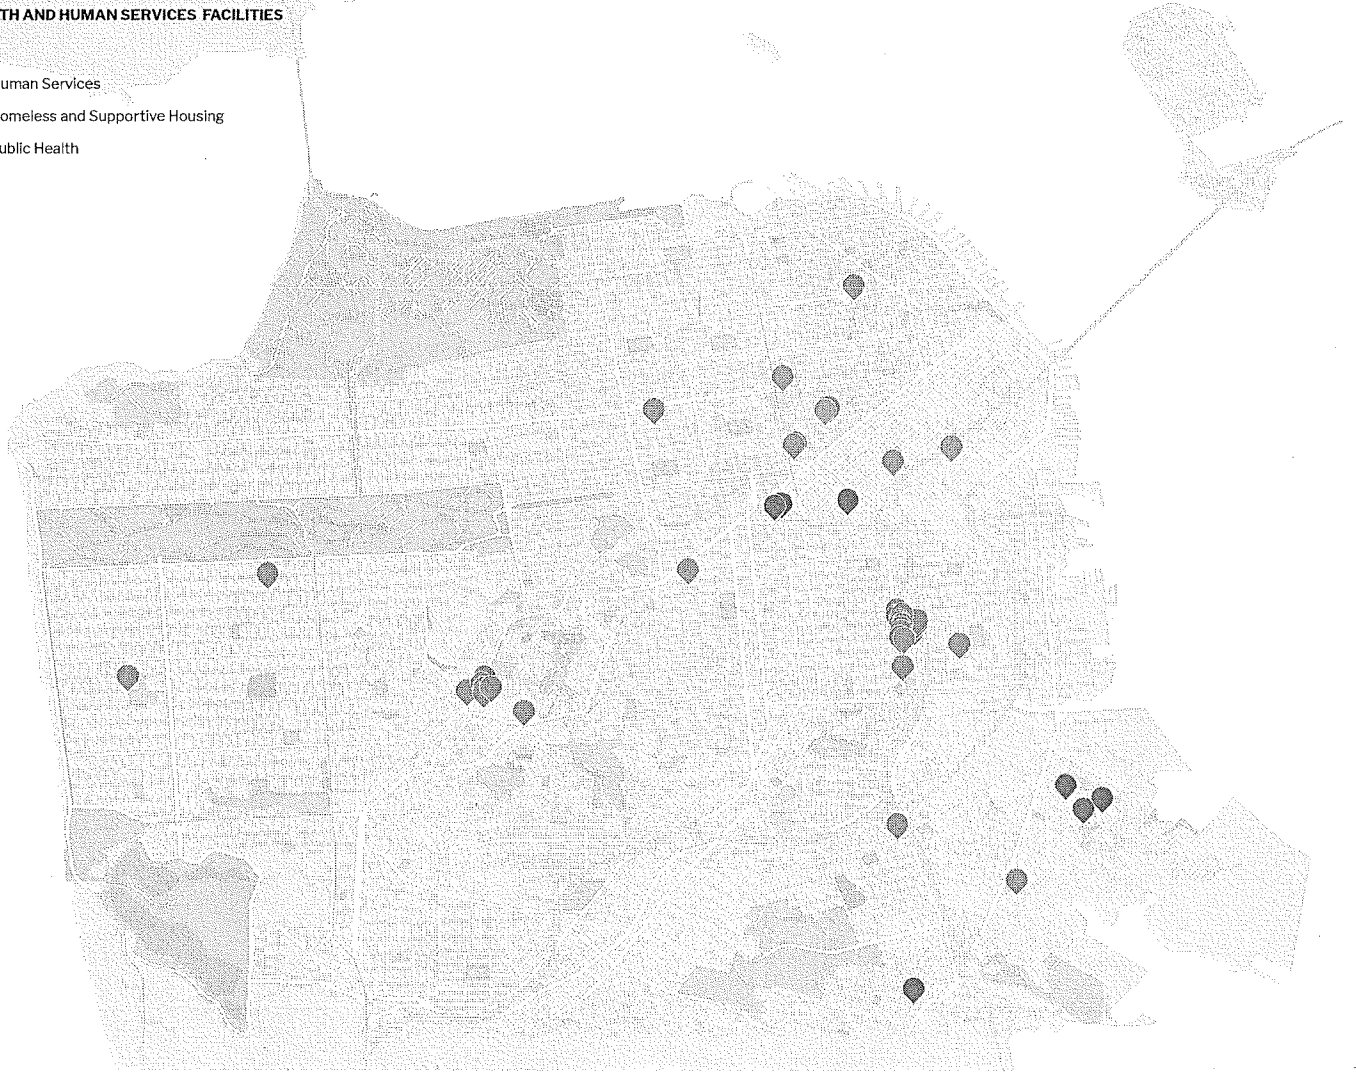 TH AND HUMAN SERVICES FACILITIES
uman Services
omeless and Supportive Housing
ublic Health